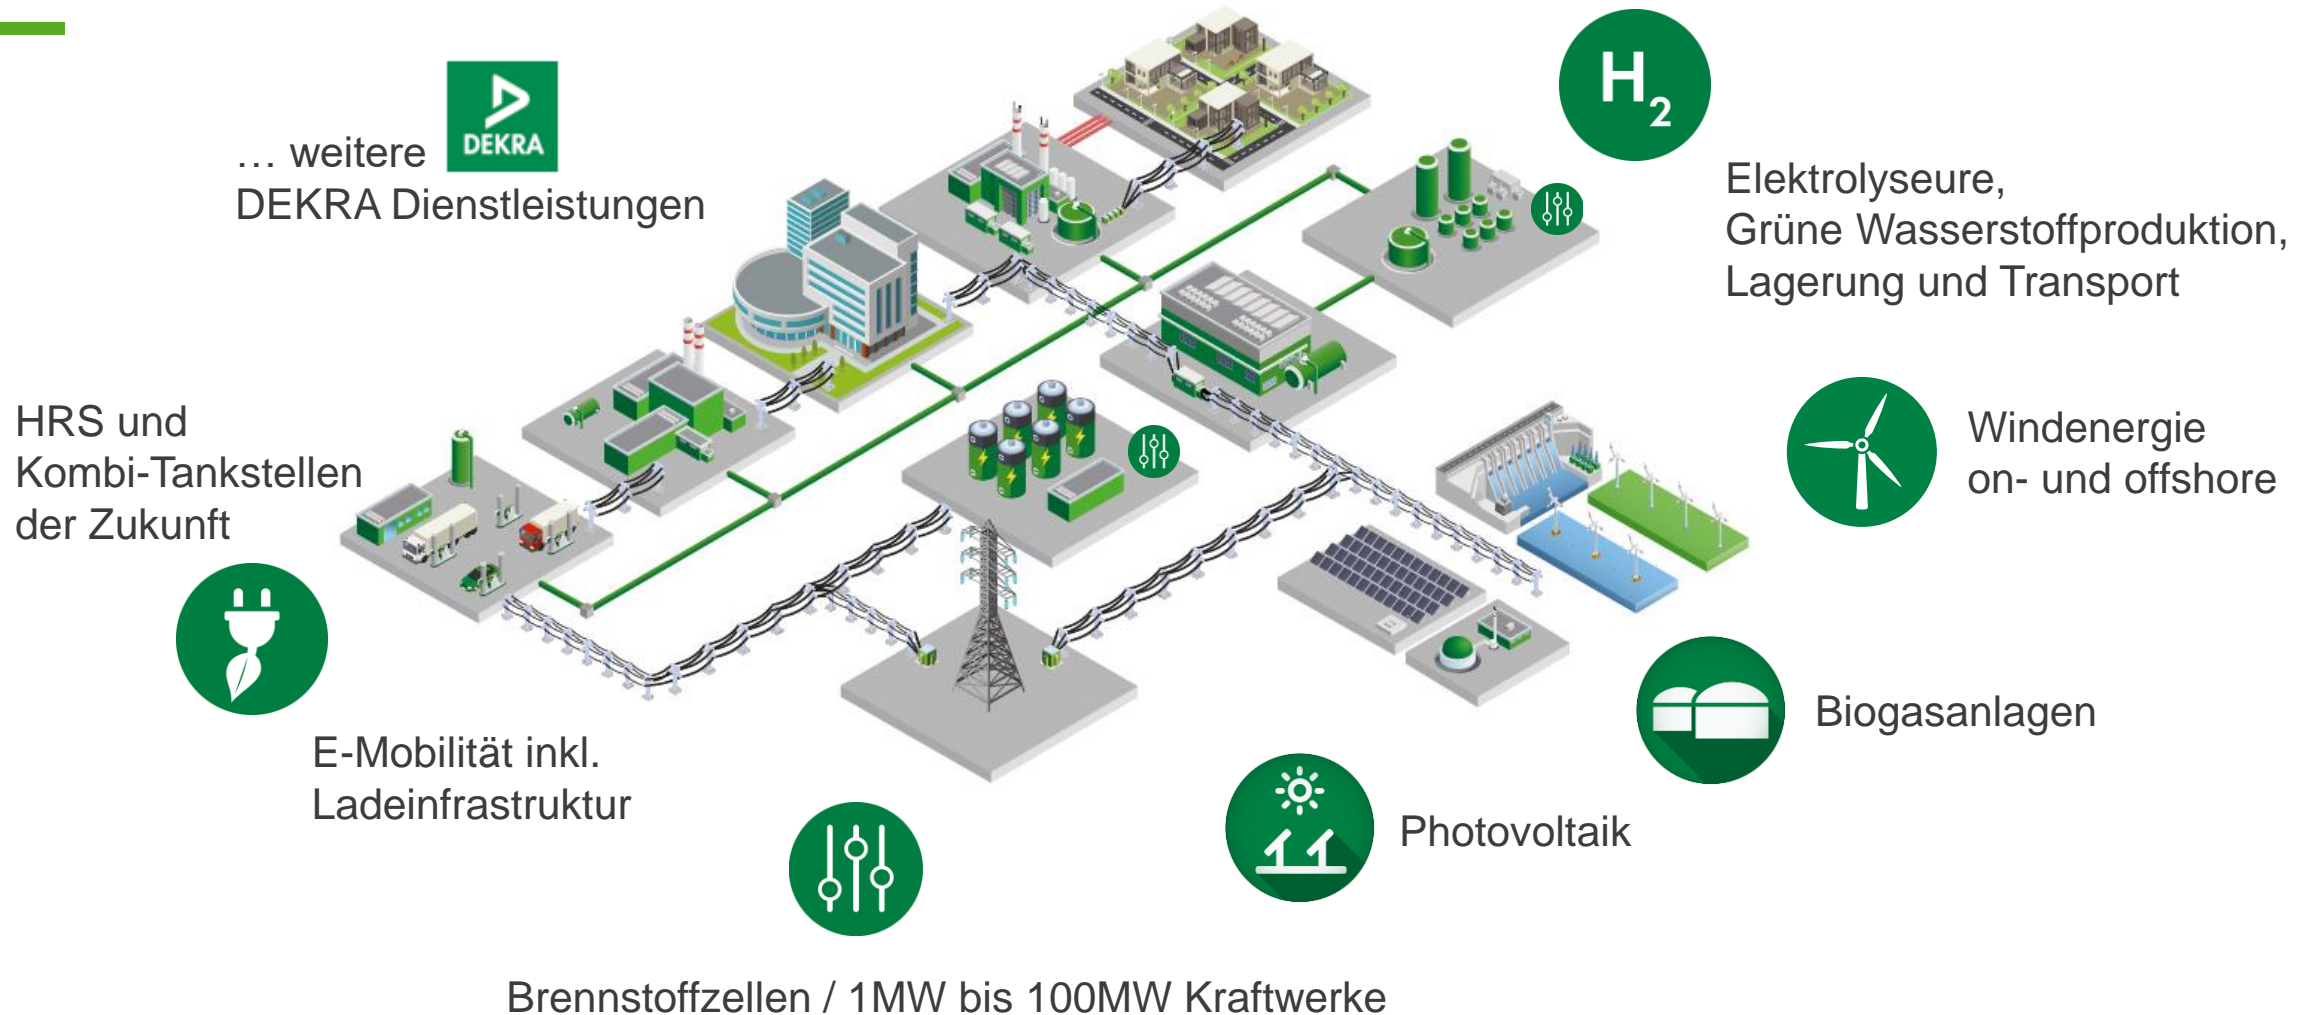 … weitere
DEKRA
DEKRA Dienstleistungen
H2
Elektrolyseure,
Grüne Wasserstoffproduktion,
Lagerung und Transport
HRS und
Kombi-Tankstellen
der Zukunft
Windenergie
on- und offshore
E-Mobilität inkl.
Ladeinfrastruktur
Biogasanlagen
Photovoltaik
Brennstoffzellen / 1MW bis 100MW Kraftwerke